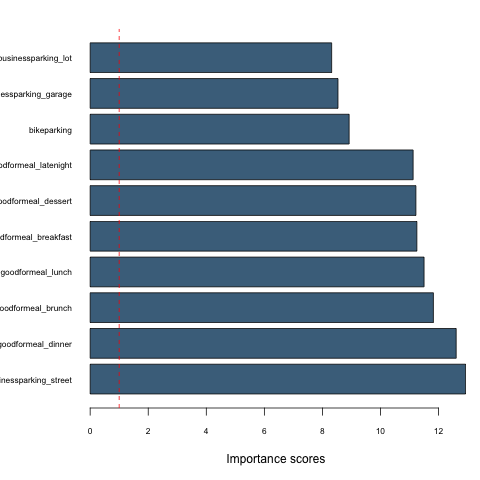 businessparking_lot
essparking_garage
bikeparking
odformeal_latenight
oodformeal_dessert
dformeal_breakfast
goodformeal_lunch
oodformeal_brunch
goodformeal_dinner
inessparking_street
0 2 4 6 8 10 12
Importance scores